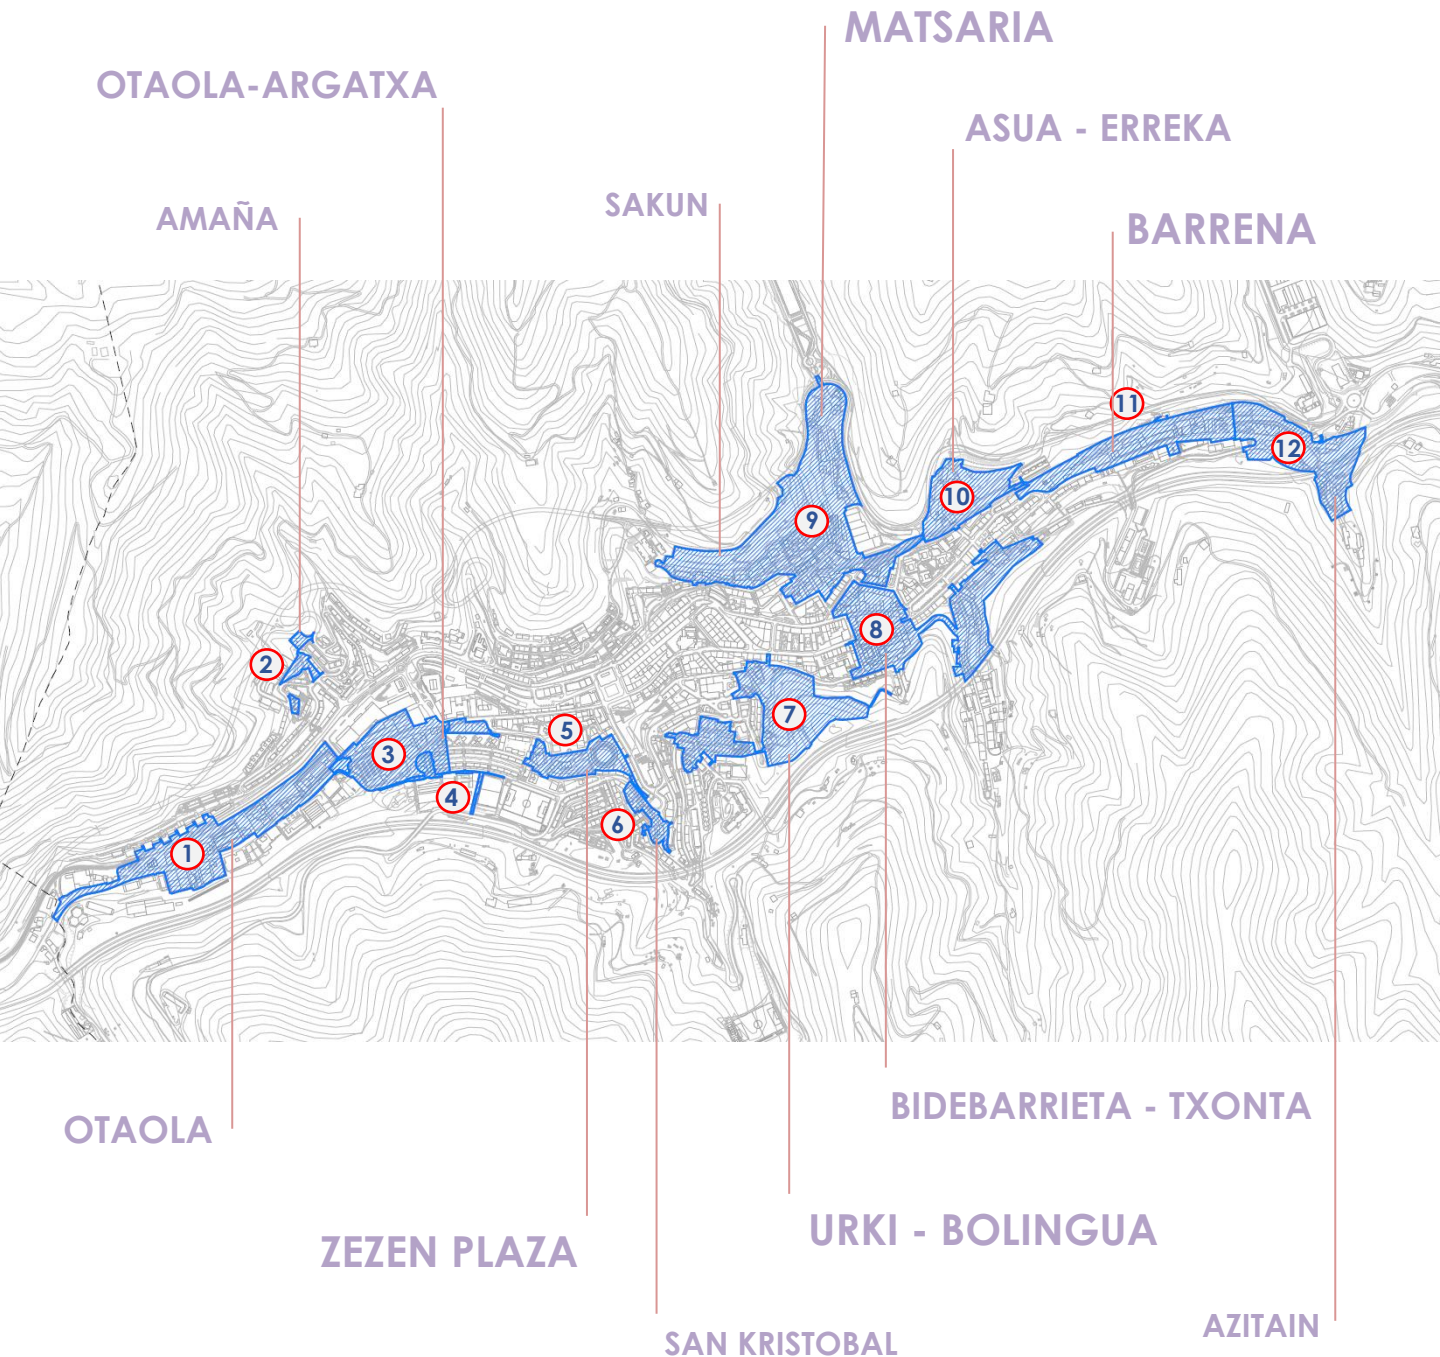 MATSARIA
OTAOLA-ARGATXA
ASUA - ERREKA
SAKUN
AMAÑA
BARRENA
11
12
10
9
8
2
7
5
3
4
6
1
BIDEBARRIETA - TXONTA
OTAOLA
URKI - BOLINGUA
ZEZEN PLAZA
AZITAIN
SAN KRISTOBAL